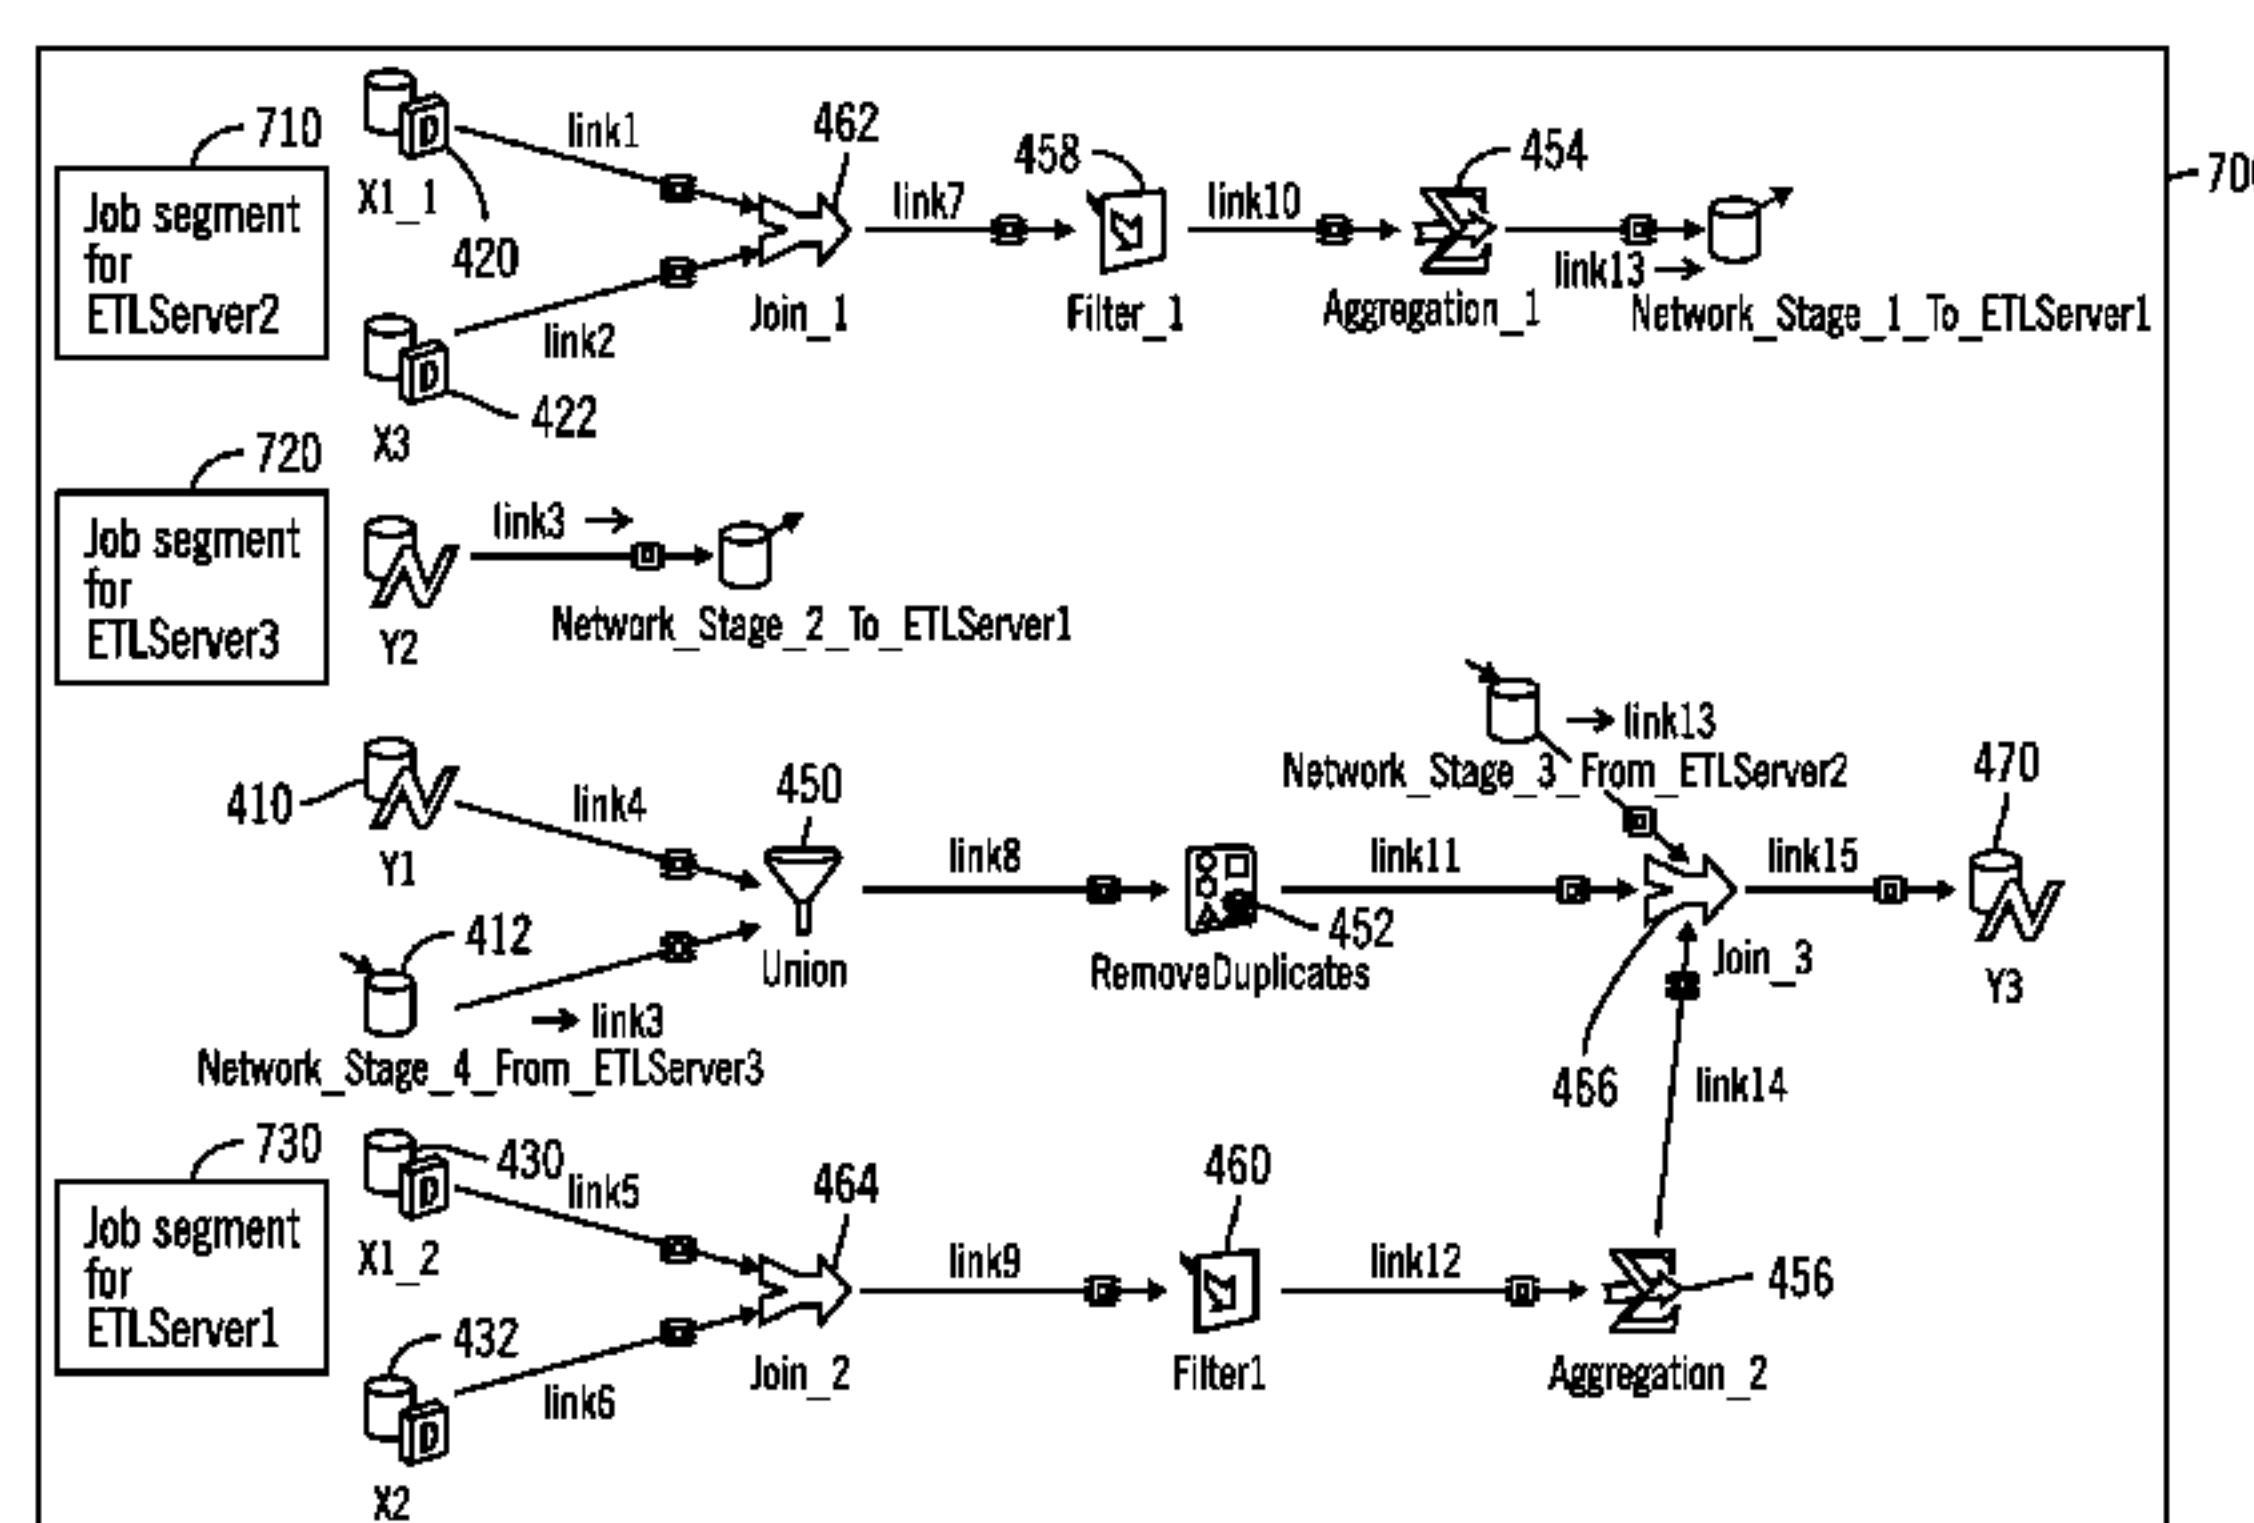 710
Job segment
for
ETLServer2
X1_1
420
link1
462
link7
458
link10
454
link13
Join_1
Filter_1
Aggregation_1
Network_Stage_1_To_ETLServer1
link2
422
X3
720
Job segment
for
ETLServer3
link3
Y2
Network_Stage_2_To_ETLServer1
link13
Network_Stage_3_From_ETLServer2
410
Y1
link4
450
link8
link11
link15
470
412
Union
452
RemoveDuplicates
Join_3
Y3
link3
Network_Stage_4_From_ETLServer3
466
link14
730
Job segment
for
ETLServer1
430
X1_2
link5
464
link9
460
link12
456
432
Join_2
Filter1
Aggregation_2
link6
X2